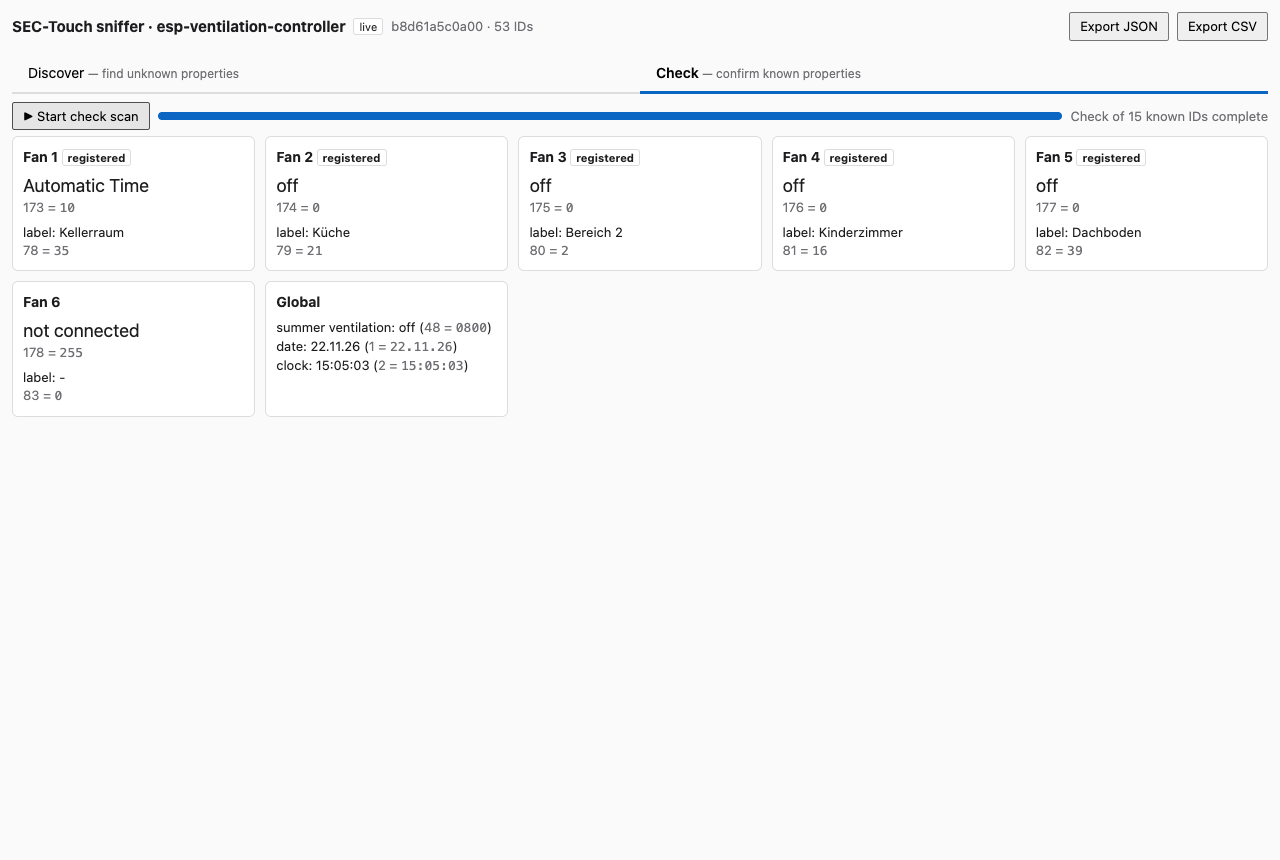 SEC-Touch sniffer · esp-ventilation-controller live b8d61a5c0a00 · 53 IDs Export JSON Export CSV
Discover — find unknown properties Check — confirm known properties
▶ Start check scan Check of 15 known IDs complete
Fan 1 registered
Automatic Time
173 = 10
label: Kellerraum
78 = 35
Fan 2 registered
off
174 = 0
label: Küche
79 = 21
Fan 3 registered
off
175 = 0
label: Bereich 2
80 = 2
Fan 4 registered
off
176 = 0
label: Kinderzimmer
81 = 16
Fan 5 registered
off
177 = 0
label: Dachboden
82 = 39
Fan 6
not connected
178 = 255
label: -
83 = 0
Global
summer ventilation: off (48 = 0800)
date: 22.11.26 (1 = 22.11.26)
clock: 15:05:03 (2 = 15:05:03)